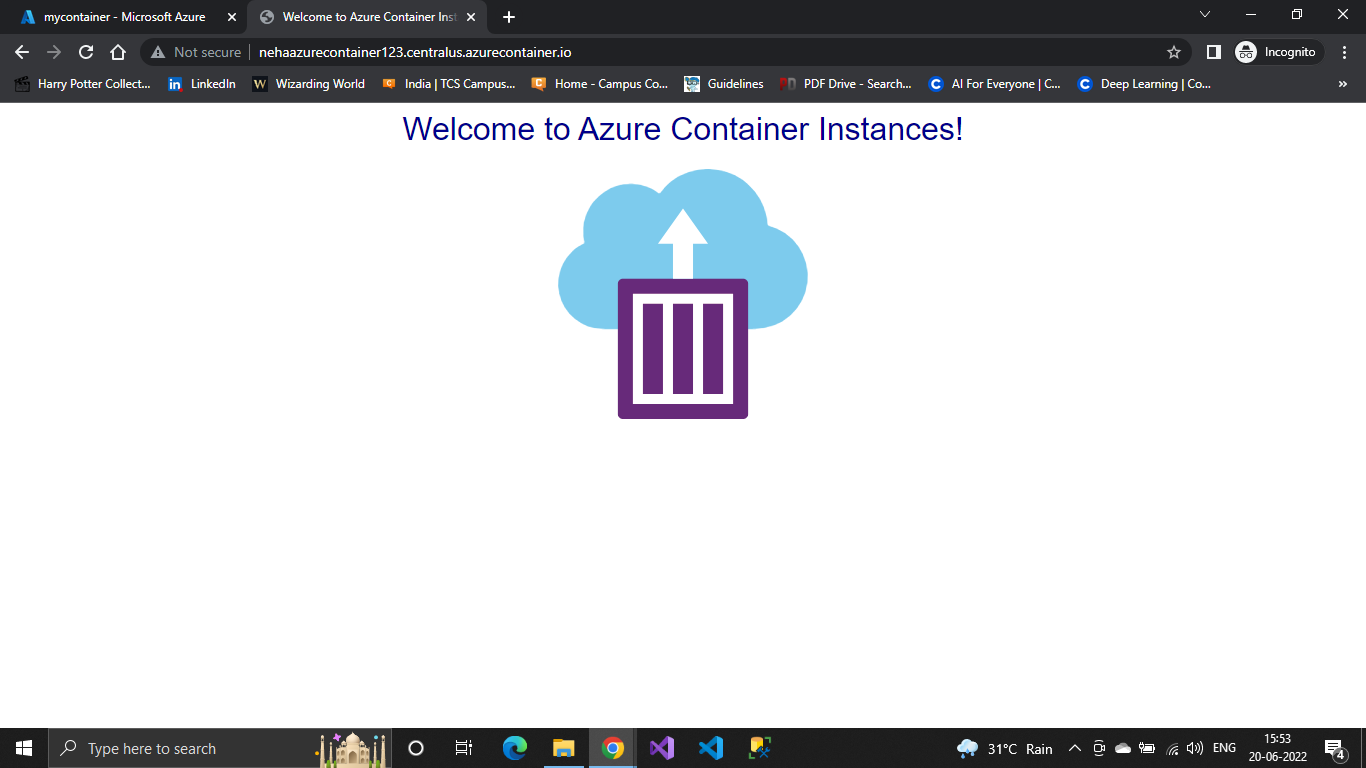 mycontainer - Microsoft Azure
Welcome to Azure Container Inst
Not secure nehaazurecontainer123.centralus.azurecontainer.io
Incognito
Harry Potter Collect... LinkedIn Wizarding World India | TCS Campus... Home - Campus Co... Guidelines PDF Drive - Search... AI For Everyone | C... Deep Learning | Co...
Welcome to Azure Container Instances!
Type here to search
31°C Rain
ENG
15:53
20-06-2022
4